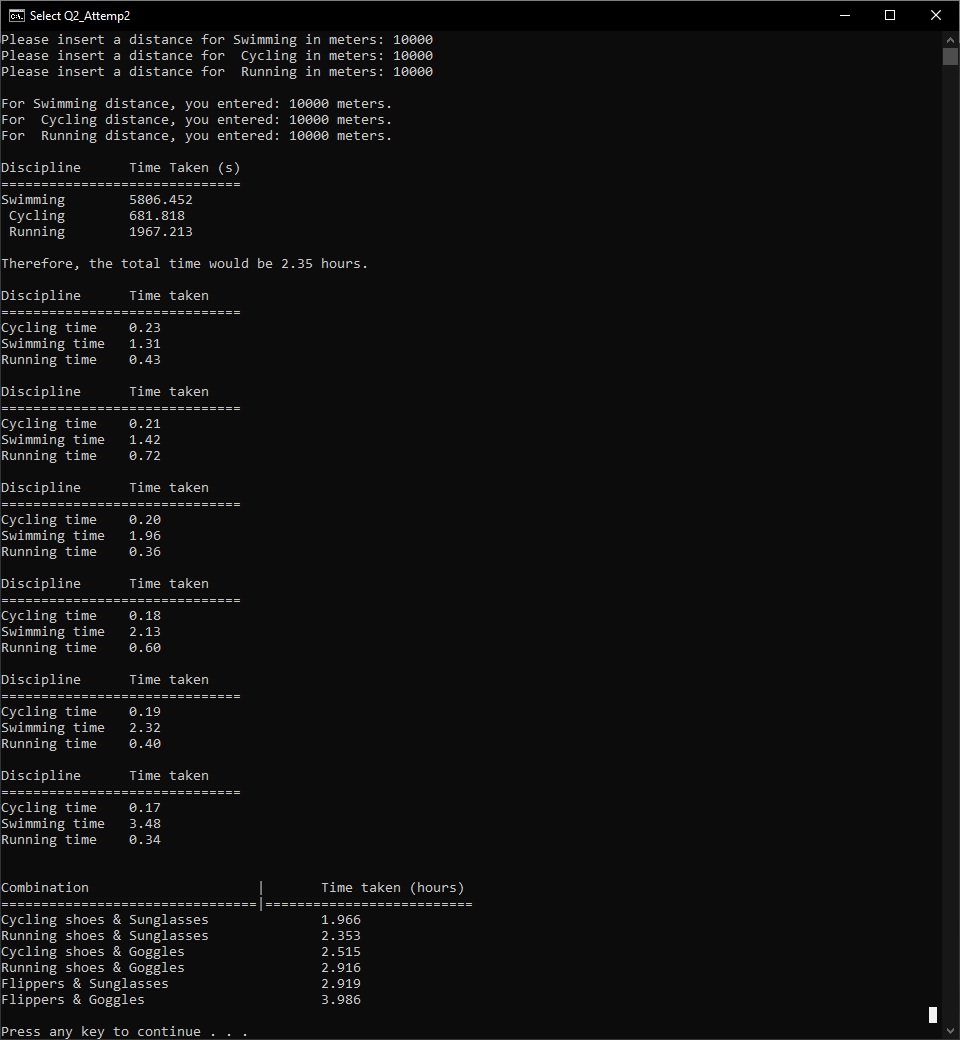 Select Q2_Attemp2
Please insert a distance for Swimming in meters: 10000
Please insert a distance for  Cycling in meters: 10000
Please insert a distance for  Running in meters: 10000
For Swimming distance, you entered: 10000 meters.
For  Cycling distance, you entered: 10000 meters.
For  Running distance, you entered: 10000 meters.
Discipline      Time Taken (s)
==============================
Swimming        5806.452
 Cycling        681.818
 Running        1967.213
Therefore, the total time would be 2.35 hours.
Discipline      Time taken
==============================
Cycling time    0.23
Swimming time   1.31
Running time    0.43
Discipline      Time taken
==============================
Cycling time    0.21
Swimming time   1.42
Running time    0.72
Discipline      Time taken
==============================
Cycling time    0.20
Swimming time   1.96
Running time    0.36
Discipline      Time taken
==============================
Cycling time    0.18
Swimming time   2.13
Running time    0.60
Discipline      Time taken
==============================
Cycling time    0.19
Swimming time   2.32
Running time    0.40
Discipline      Time taken
==============================
Cycling time    0.17
Swimming time   3.48
Running time    0.34
Combination                     |       Time taken (hours)
================================|==========================
Cycling shoes & Sunglasses              1.966
Running shoes & Sunglasses              2.353
Cycling shoes & Goggles                 2.515
Running shoes & Goggles                 2.916
Flippers & Sunglasses                   2.919
Flippers & Goggles                      3.986
Press any key to continue . . .